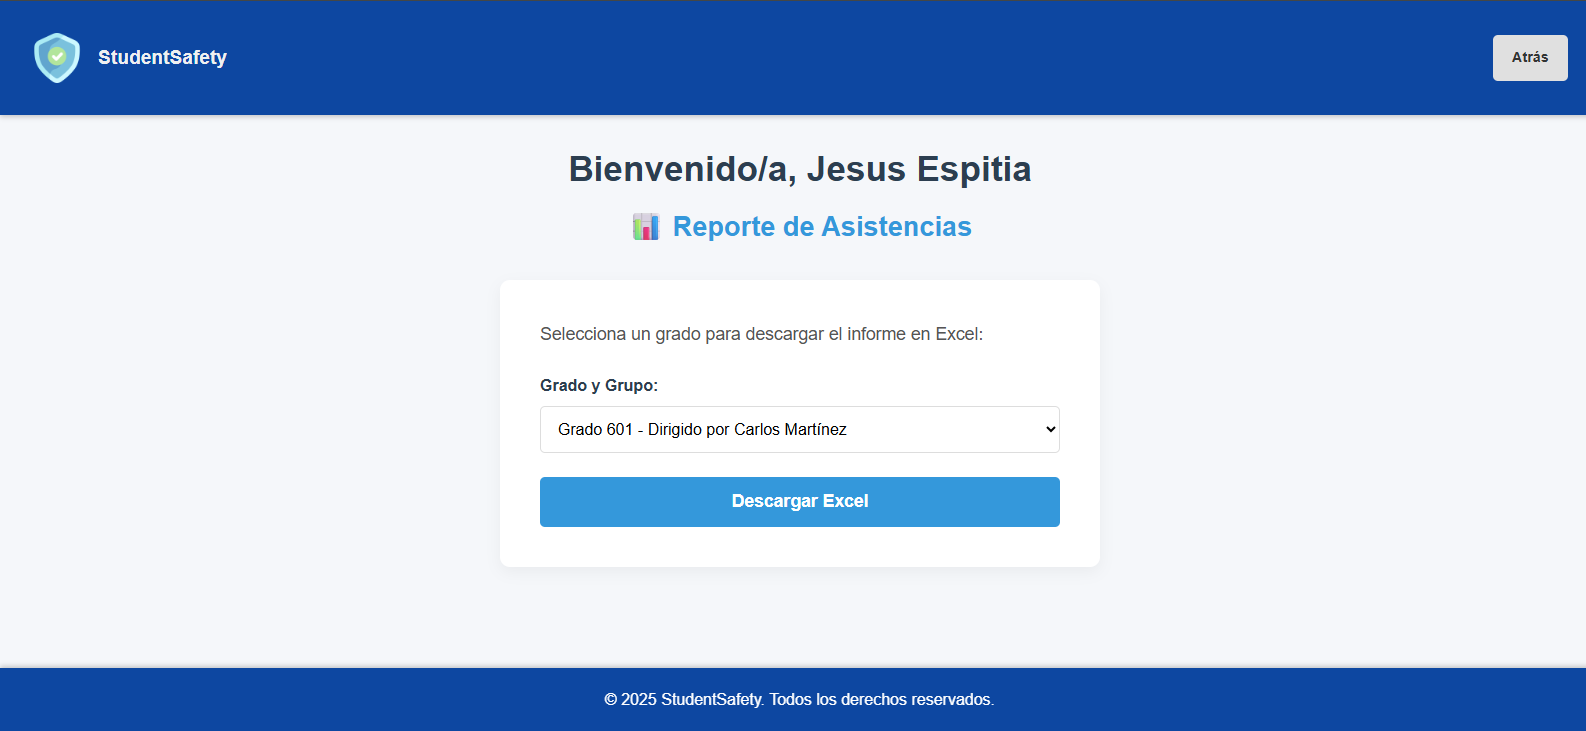 StudentSafety
Atrás
Bienvenido/a, Jesus Espitia
Reporte de Asistencias
Selecciona un grado para descargar el informe en Excel:
Grado y Grupo:
Grado 601 - Dirigido por Carlos Martínez
Descargar Excel
© 2025 StudentSafety. Todos los derechos reservados.